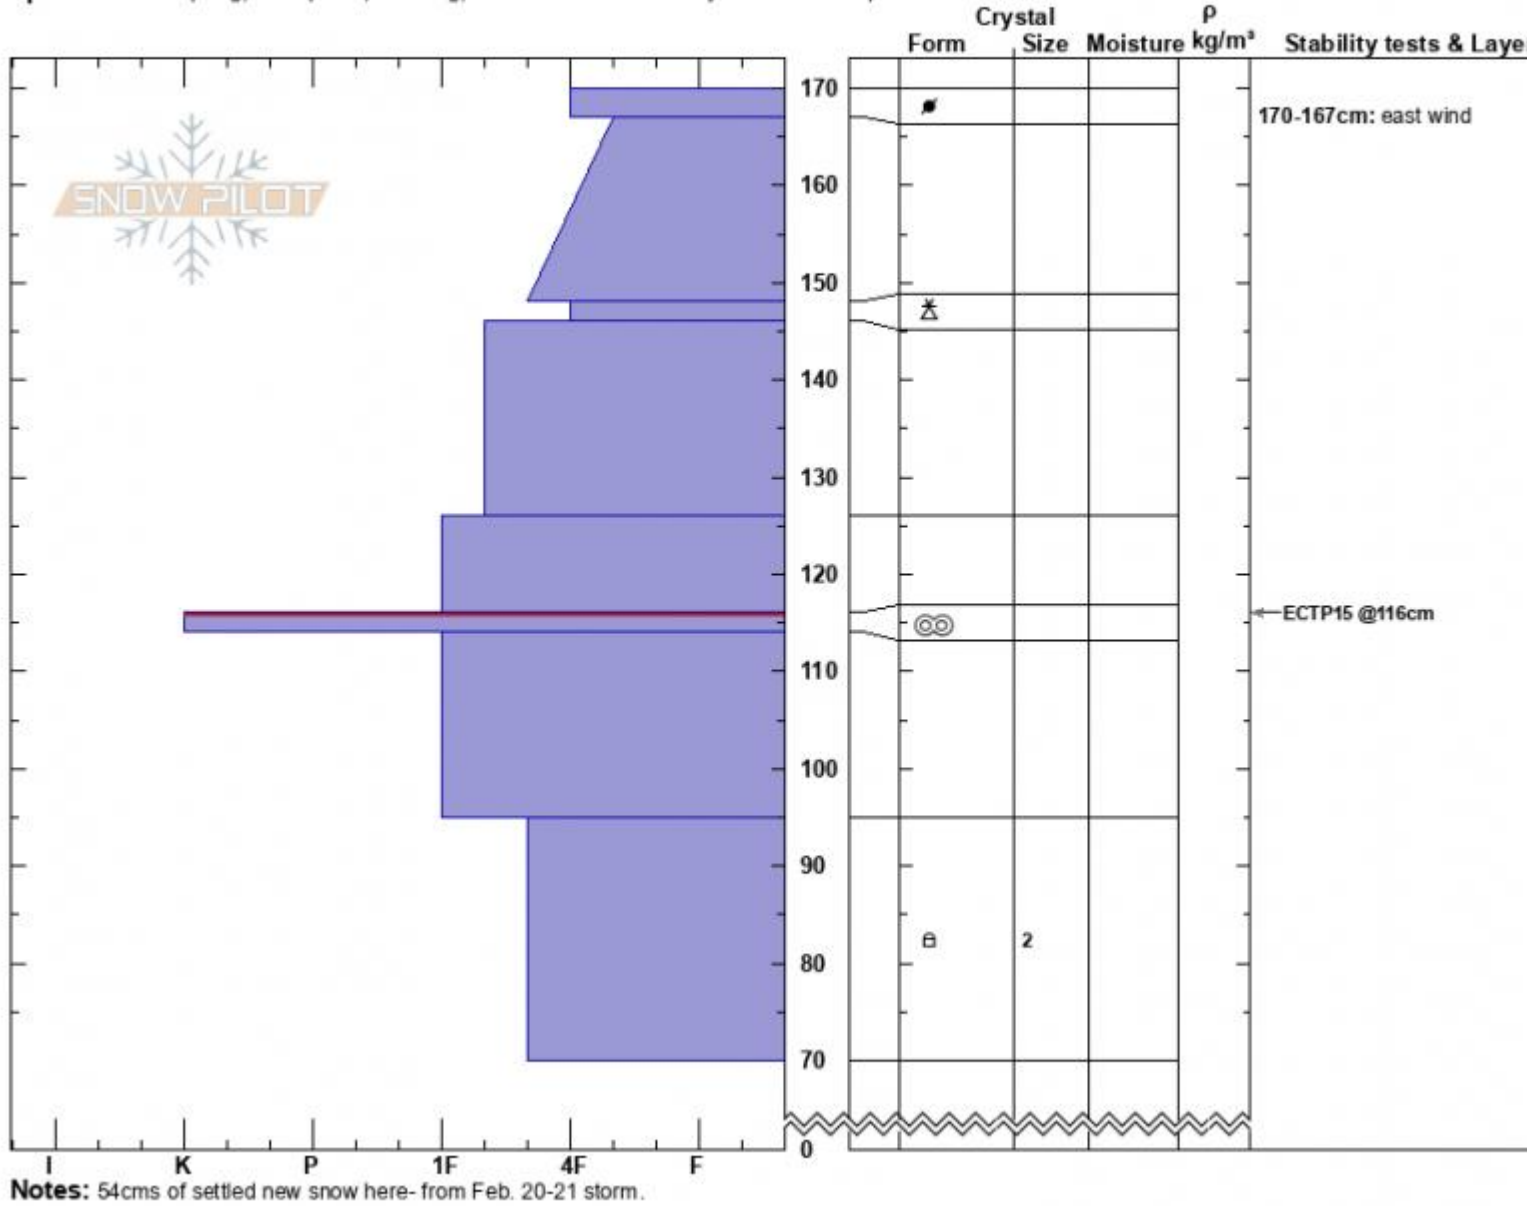 Crystal
ρ
Form Size Moisture kg/m³ Stability tests & Laye
170
170-167cm: east wind
SNOW PILOT
160
150
140
130
120
ECTP15 @116cm
110
100
90
2
80
70
0
I K P 1F 4F F
Notes: 54cms of settled new snow here- from Feb. 20-21 storm.